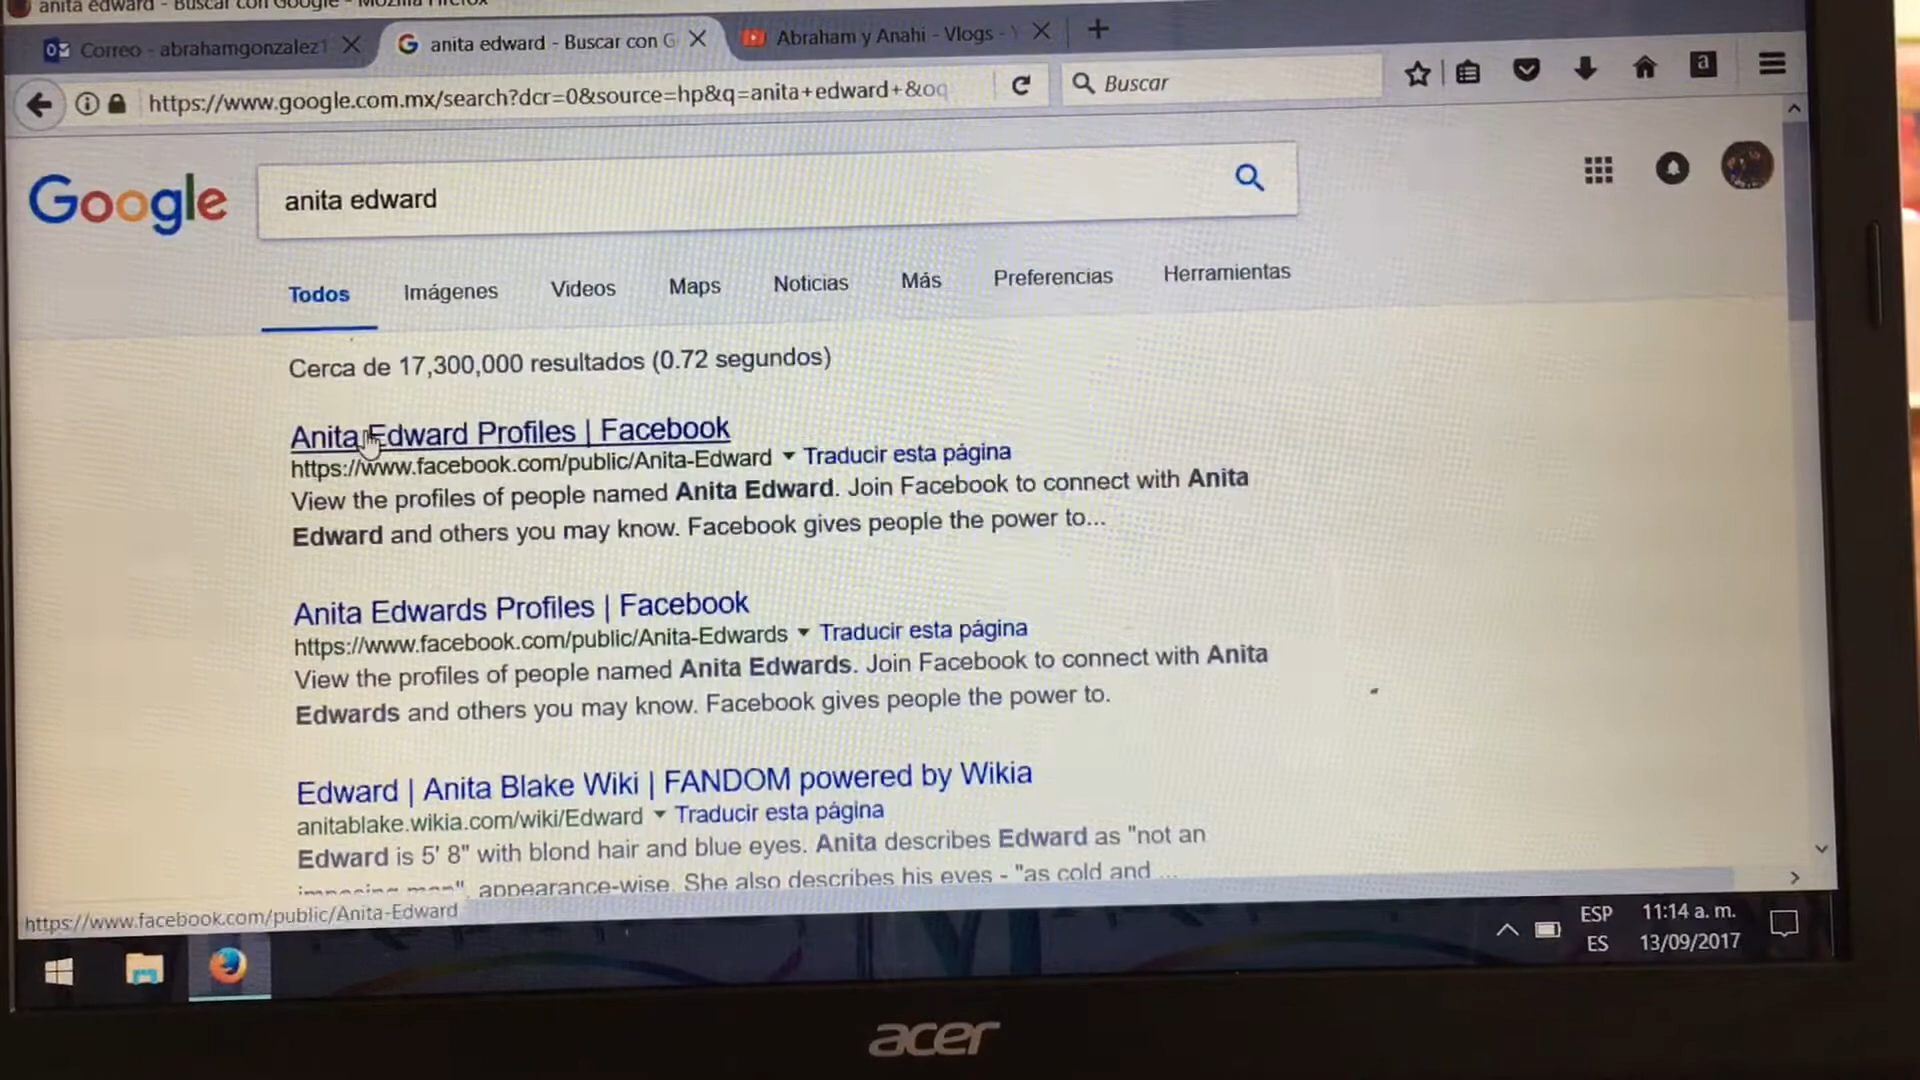 anita edward - Buscar con Google - Mozilla Firefox
Correo - abrahamgonzalez1
anita edward - Buscar con G
Abraham y Anahi - Vlogs - Y
https://www.google.com.mx/search?dcr=0&source=hp&q=anita+edward+&oq
Buscar
a
Google
anita edward
Todos Imágenes Videos Maps Noticias Más Preferencias Herramientas
Cerca de 17,300,000 resultados (0.72 segundos)
Anita Edward Profiles | Facebook
https://www.facebook.com/public/Anita-Edward Traducir esta página
View the profiles of people named Anita Edward. Join Facebook to connect with Anita
Edward and others you may know. Facebook gives people the power to...
Anita Edwards Profiles | Facebook
https://www.facebook.com/public/Anita-Edwards Traducir esta página
View the profiles of people named Anita Edwards. Join Facebook to connect with Anita
Edwards and others you may know. Facebook gives people the power to.
Edward | Anita Blake Wiki | FANDOM powered by Wikia
anitablake.wikia.com/wiki/Edward Traducir esta página
Edward is 5' 8" with blond hair and blue eyes. Anita describes Edward as "not an
appearance-wise. She also describes his eyes - "as cold and ...
https://www.facebook.com/public/Anita-Edward
ESP
ES
11:14 a. m.
13/09/2017
acer